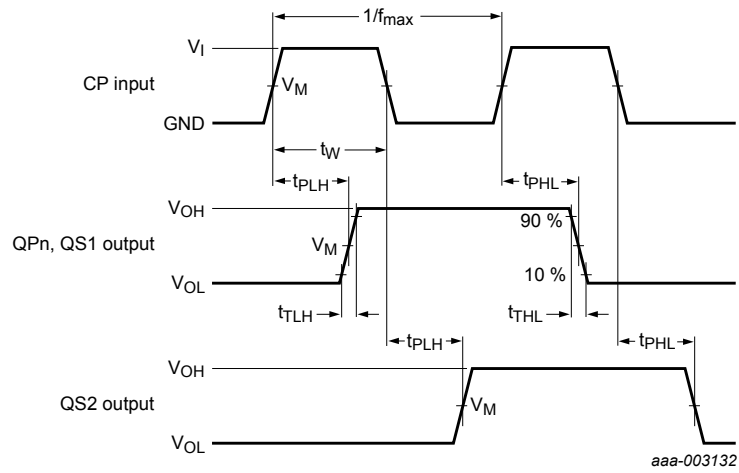 1/fmax
VI
CP input
VM
GND
tW
tPLH
tPHL
VOH
90 %
QPn, QS1 output
VM
10 %
VOL
tTLH
tTHL
tPLH
tPHL
VOH
QS2 output
VM
VOL
aaa-003132